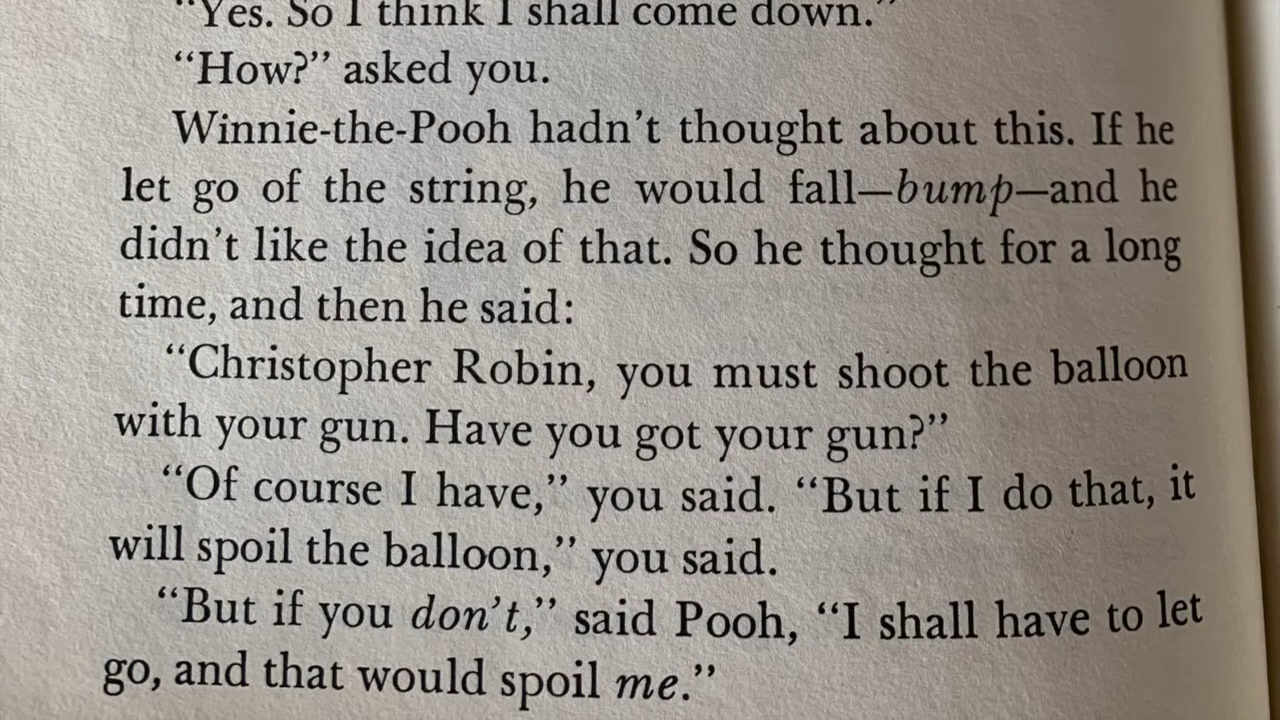 “Yes. So I think I shall come down.”
“How?” asked you.
Winnie-the-Pooh hadn’t thought about this. If he
let go of the string, he would fall—bump—and he
didn’t like the idea of that. So he thought for a long
time, and then he said:
“Christopher Robin, you must shoot the balloon
with your gun. Have you got your gun?”
“Of course I have,” you said. “But if I do that, it
will spoil the balloon,” you said.
“But if you don’t,” said Pooh, “I shall have to let
go, and that would spoil me.”